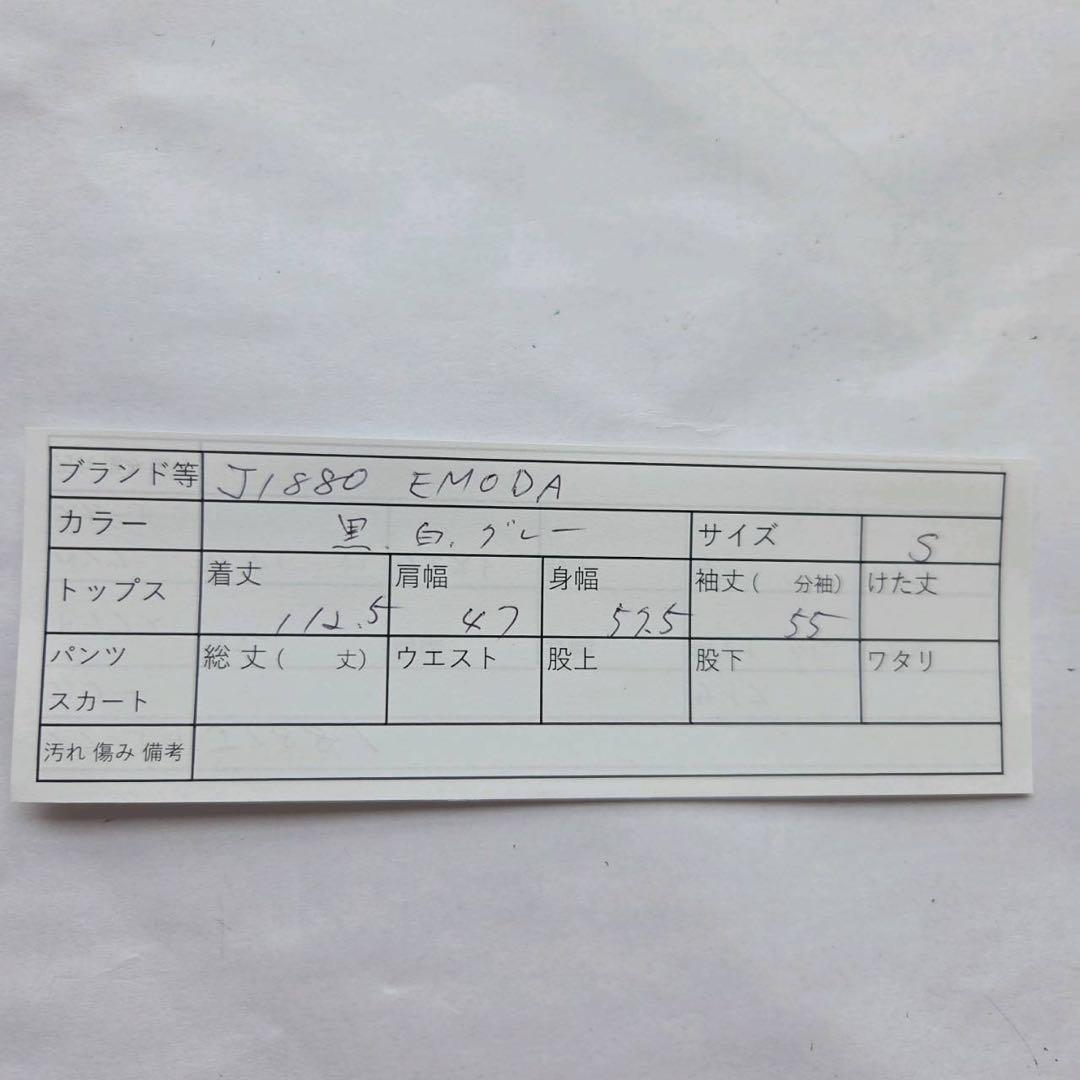 ブランド等 J1880 EMODA
カラー 黒.白.グレー サイズ S
トップス 着丈 112.5 肩幅 47 身幅 57.5 袖丈( 分袖) 55 けた丈
パンツ スカート 総丈( 丈) ウエスト 股上 股下 ワタリ
汚れ 傷み 備考